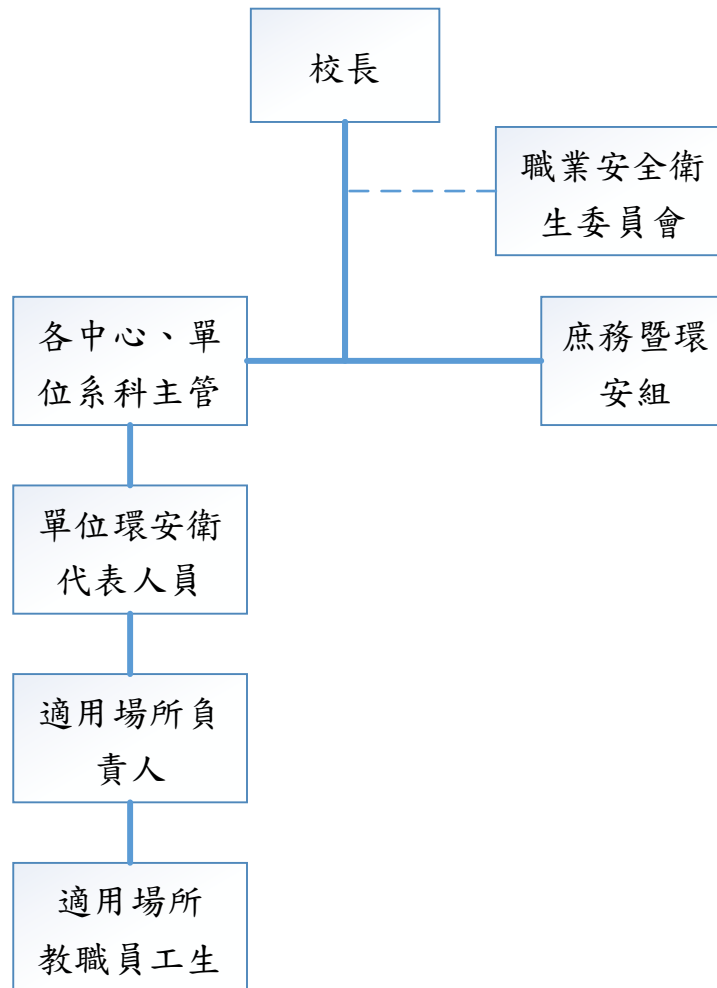 校長
職業安全衛
生委員會
各中心、單
位系科主管
庶務暨環
安組
單位環安衛
代表人員
適用場所負
責人
適用場所
教職員工生